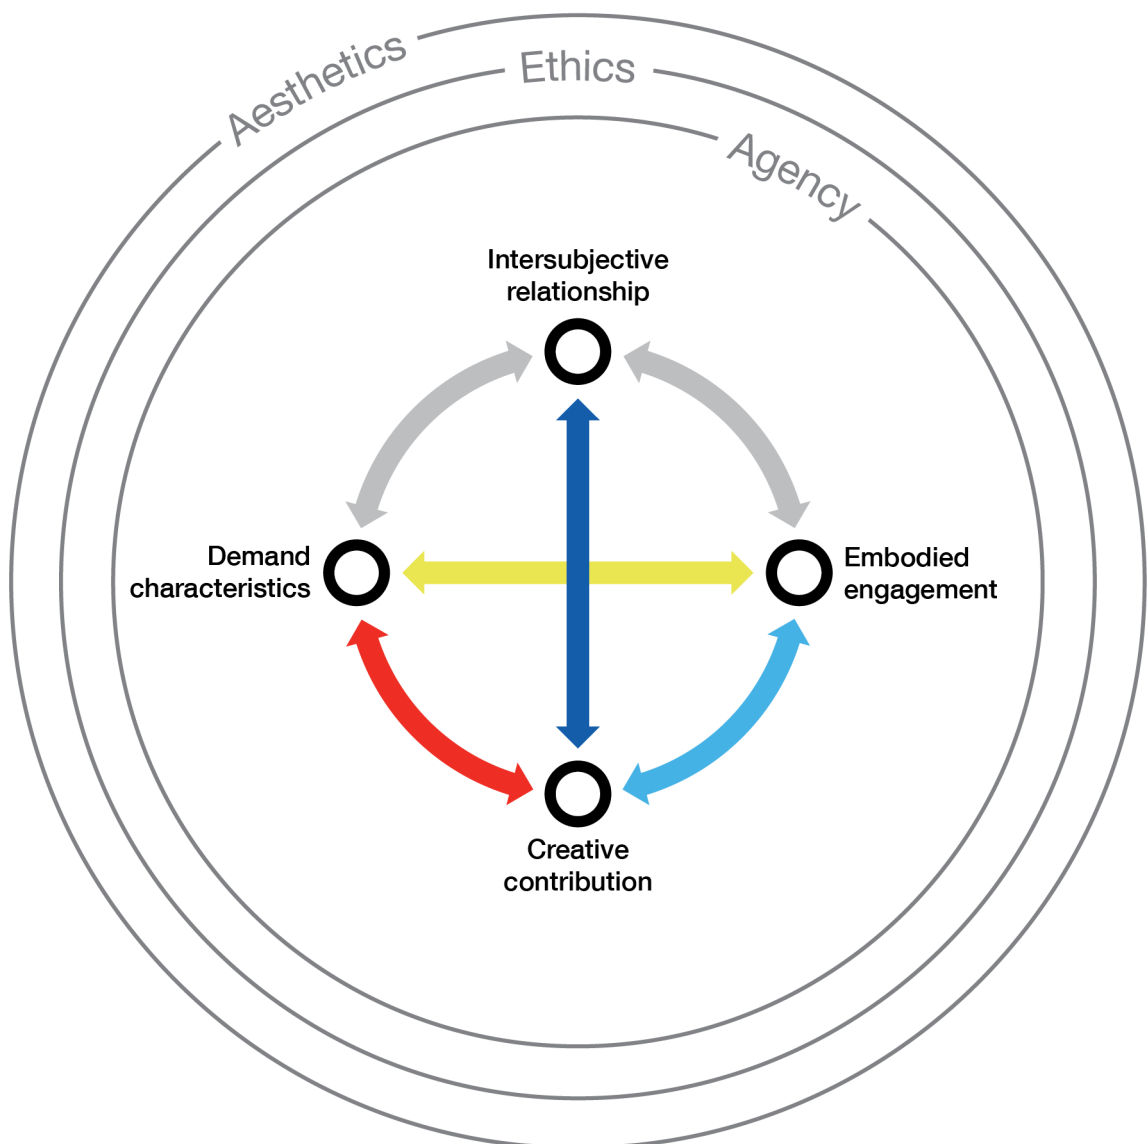 Aesthetics
Ethics
Agency
Intersubjective
relationship
Demand
characteristics
Embodied
engagement
Creative
contribution